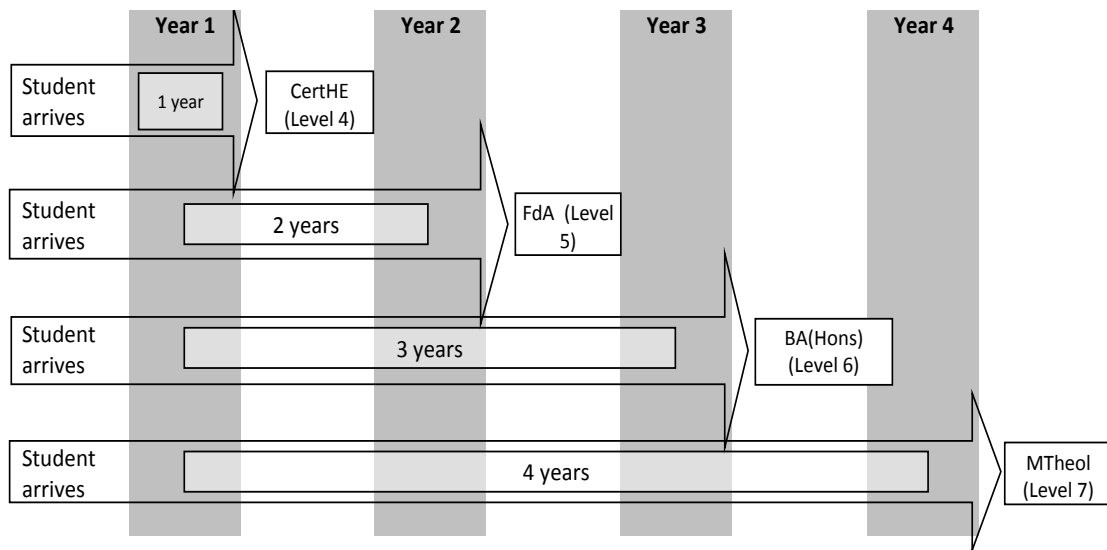 Year 1 Year 2 Year 3 Year 4
Student
arrives
1 year
CertHE
(Level 4)
Student
arrives
2 years
FdA (Level
5)
Student
arrives
3 years
BA(Hons)
(Level 6)
Student
arrives
4 years
MTheol
(Level 7)